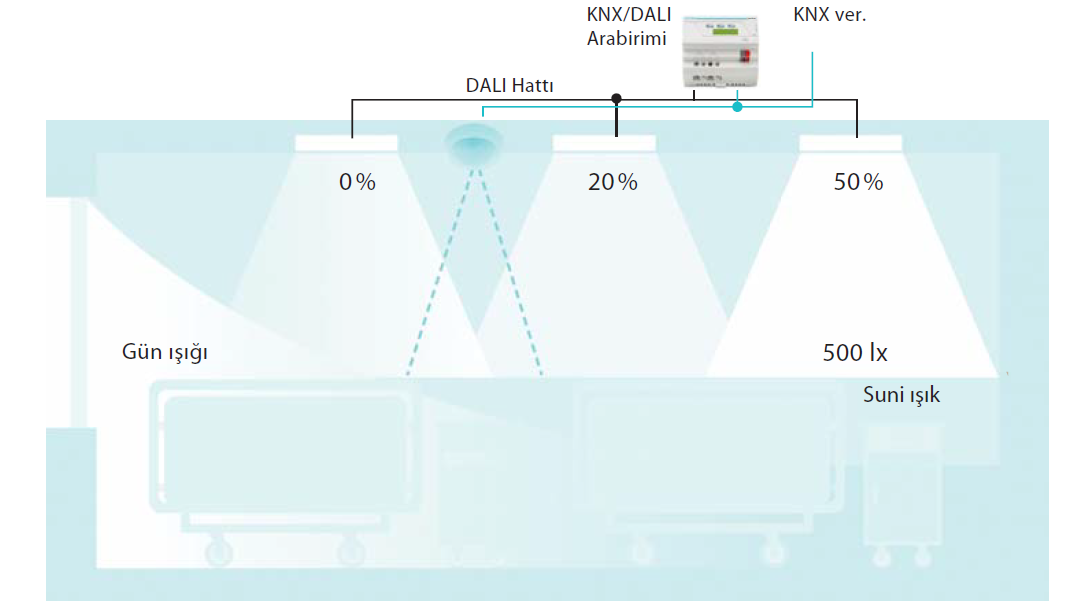 KNX/DALI
Arabirimi
KNX ver.
DALI Hattı
0%
20%
50%
Gün ışığı
500 lx
Suni ışık